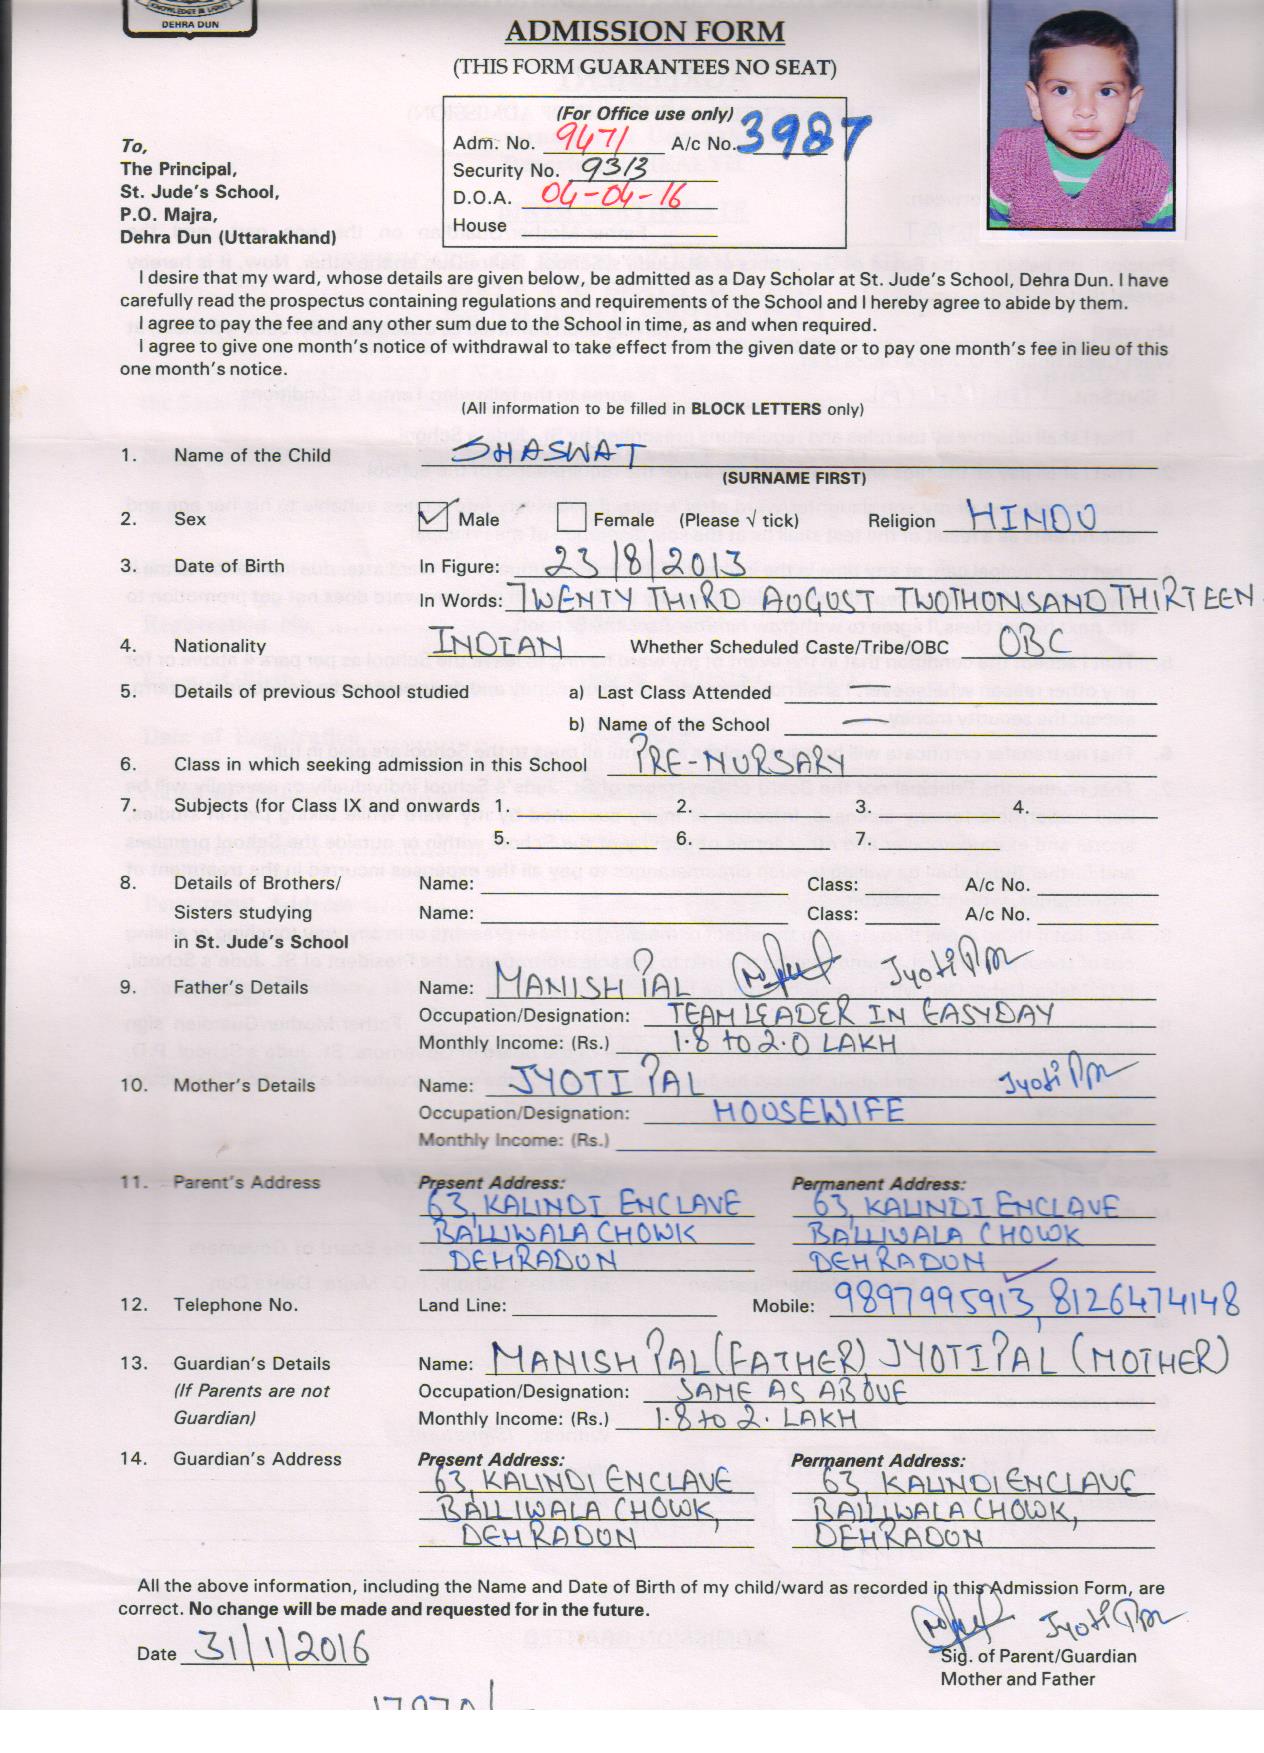 KNOWLEDGE & LIGHT
DEHRA DUN
ADMISSION FORM
(THIS FORM GUARANTEES NO SEAT)
(For Office use only)
Adm. No. 9471 A/c No. 3987
Security No. 9313
D.O.A. 04-04-16
House
To,
The Principal,
St. Jude's School,
P.O. Majra,
Dehra Dun (Uttarakhand)
I desire that my ward, whose details are given below, be admitted as a Day Scholar at St. Jude's School, Dehra Dun. I have
carefully read the prospectus containing regulations and requirements of the School and I hereby agree to abide by them.
I agree to pay the fee and any other sum due to the School in time, as and when required.
I agree to give one month's notice of withdrawal to take effect from the given date or to pay one month's fee in lieu of this
one month's notice.
(All information to be filled in BLOCK LETTERS only)
1. Name of the Child SHASWAT
(SURNAME FIRST)
2. Sex Male Female (Please √ tick) Religion HINDU
3. Date of Birth In Figure: 23/8/2013
In Words: TWENTY THIRD AUGUST TWOTHONSAND THIRTEEN
4. Nationality INDIAN Whether Scheduled Caste/Tribe/OBC OBC
5. Details of previous School studied a) Last Class Attended
b) Name of the School —
6. Class in which seeking admission in this School PRE-NURSARY
7. Subjects (for Class IX and onwards 1. 2. 3. 4.
5. 6. 7.
8. Details of Brothers/ Name: Class: A/c No.
Sisters studying Name: Class: A/c No.
in St. Jude's School
9. Father's Details Name: MANISH PAL Jyoti Pal
Occupation/Designation: TEAM LEADER IN EASYDAY
Monthly Income: (Rs.) 1.8 to 2.0 LAKH
10. Mother's Details Name: JYOTI PAL Jyoti Pal
Occupation/Designation: HOUSEWIFE
Monthly Income: (Rs.)
11. Parent's Address Present Address: Permanent Address:
63, KALINDI ENCLAVE 63, KALINDI ENCLAVE
BALLIWALA CHOWK BALLIWALA CHOWK
DEHRADUN DEHRADUN
12. Telephone No. Land Line: Mobile: 9897995913, 8126474148
13. Guardian's Details Name: MANISH PAL (FATHER) JYOTI PAL (MOTHER)
(If Parents are not Occupation/Designation: SAME AS ABOVE
Guardian) Monthly Income: (Rs.) 1.8 to 2. LAKH
14. Guardian's Address Present Address: Permanent Address:
63, KALINDI ENCLAVE 63, KALINDI ENCLAVE
BALLIWALA CHOWK, BALLIWALA CHOWK,
DEHRADUN DEHRADUN
All the above information, including the Name and Date of Birth of my child/ward as recorded in this Admission Form, are
correct. No change will be made and requested for in the future.
Jyoti Pal
Date 31/1/2016 Sig. of Parent/Guardian
Mother and Father